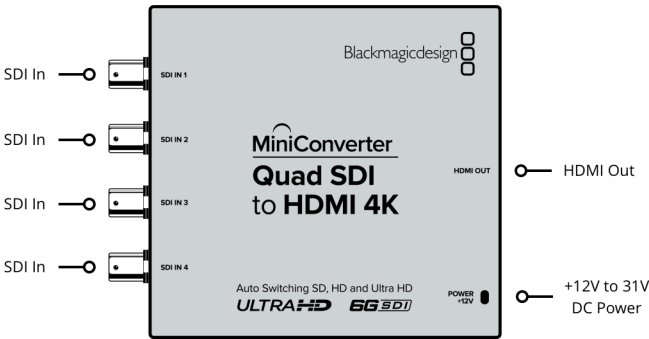 Blackmagicdesign
SDI In
SDI IN 1
SDI In
SDI IN 2
MiniConverter
Quad SDI
to HDMI 4K
HDMI OUT
HDMI Out
SDI In
SDI IN 3
SDI In
SDI IN 4
Auto Switching SD, HD and Ultra HD
ULTRAHD 6G SDI
POWER
+12V
+12V to 31V
DC Power